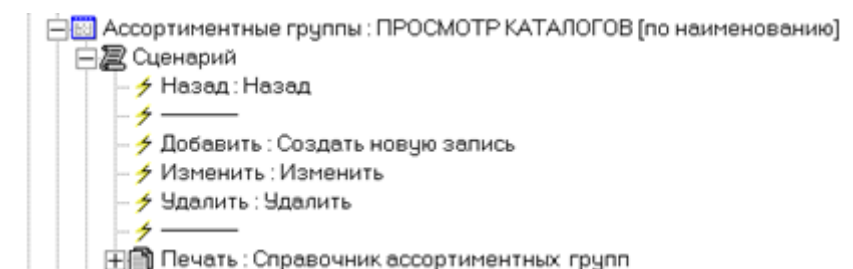 Ассортиментные группы : ПРОСМОТР КАТАЛОГОВ [по наименованию]
Сценарий
Назад : Назад
Добавить : Создать новую запись
Изменить : Изменить
Удалить : Удалить
Печать : Справочник ассортиментных групп